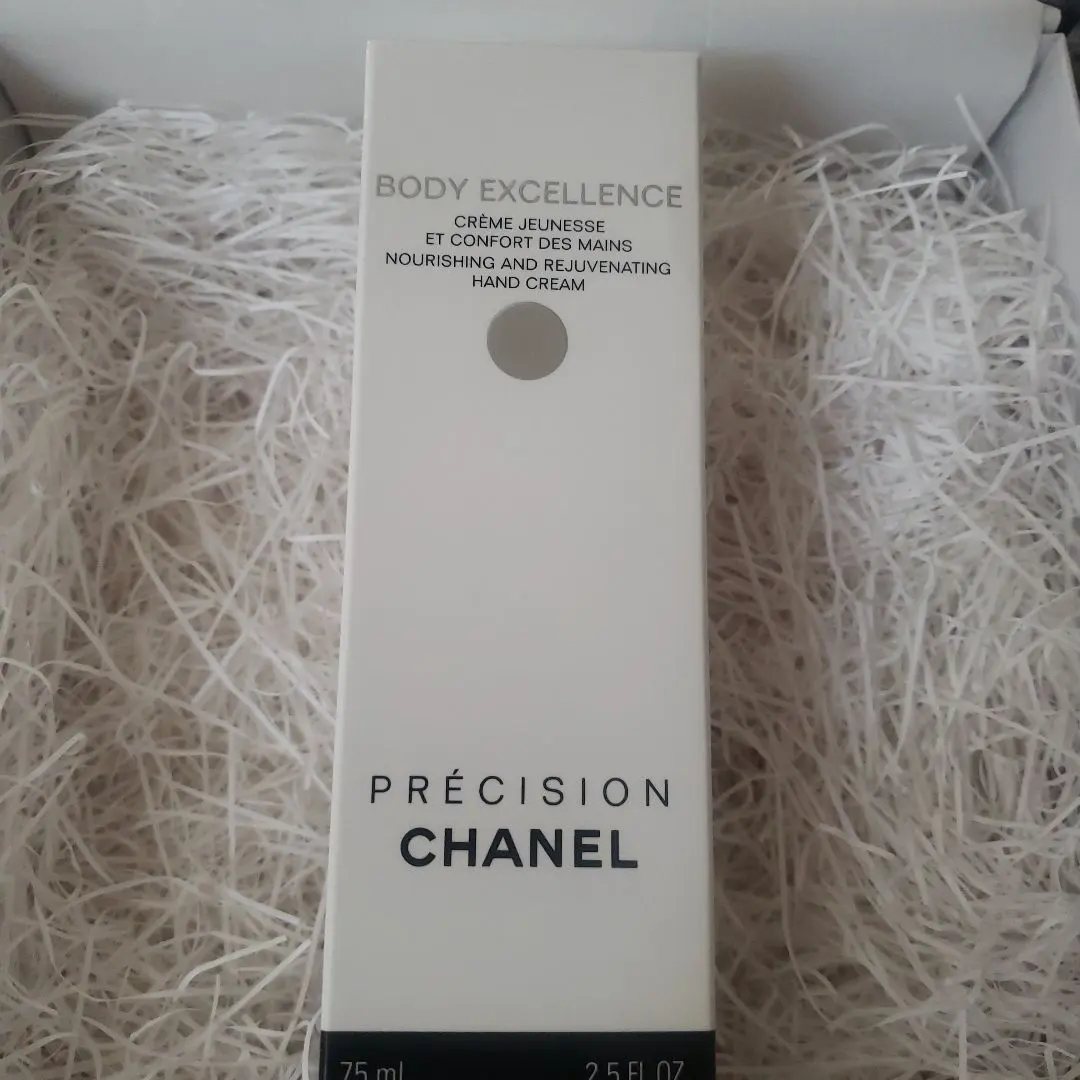 BODY EXCELLENCE
CRÈME JEUNESSE
ET CONFORT DES MAINS
NOURISHING AND REJUVENATING
HAND CREAM
PRÉCISION
CHANEL
75 ml 2.5 FL OZ